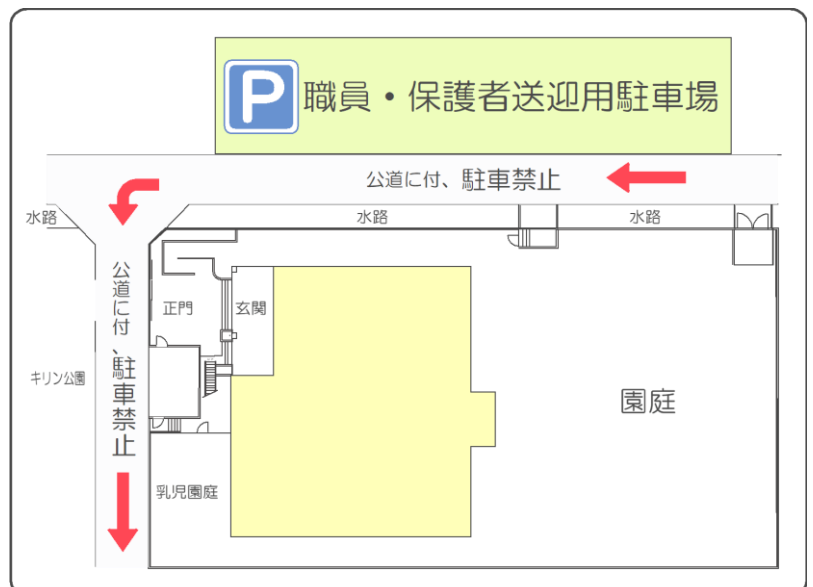 P 職員・保護者送迎用駐車場
公道に付、駐車禁止
水路
水路
水路
公道に付、駐車禁止
正門
玄関
キリン公園
園庭
乳児園庭